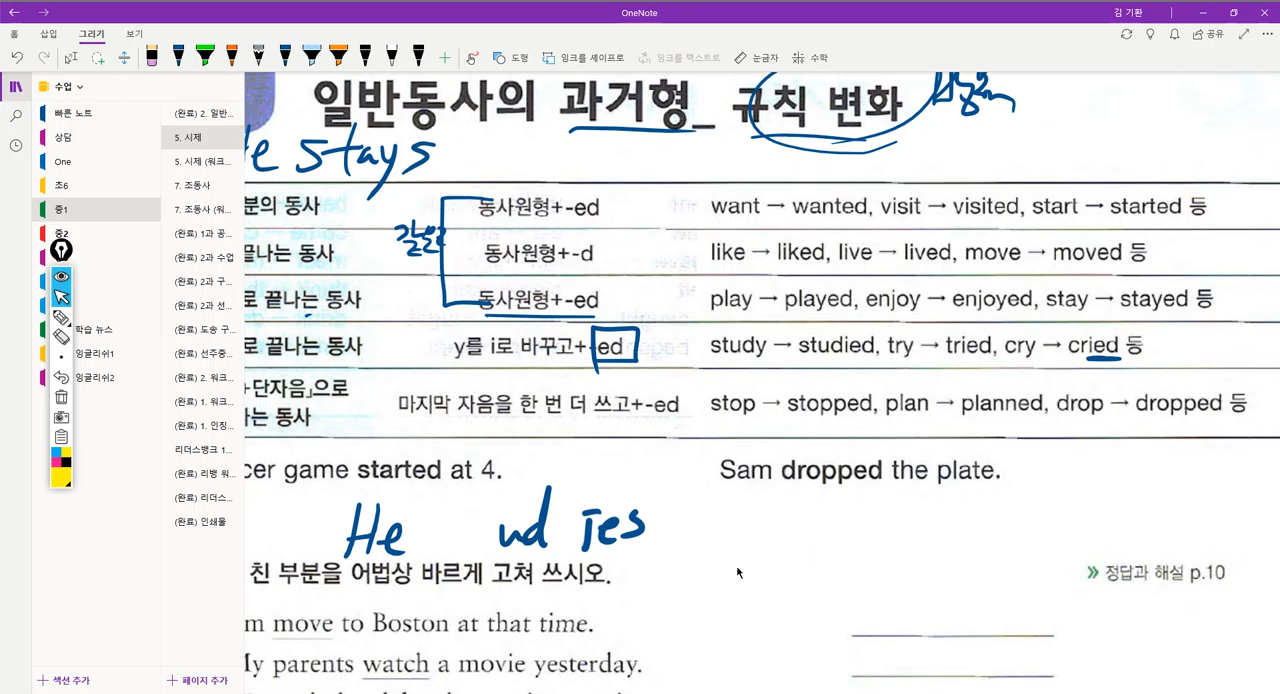 OneNote
김 기환
홈 삽입 그리기 보기
공유
도형 잉크를 셰이프로 잉크를 텍스트로 눈금자 수학
수업
빠른 노트
상담
One
초6
중1
중2
학습 뉴스
잉글리쉬1
잉글리쉬2
섹션 추가
(완료) 2. 일반...
5. 시제
5. 시제 (워크...
7. 조동사
7. 조동사 (워...
(완료) 1과 공...
(완료) 2과 수업
(완료) 2과 구...
(완료) 2과 선...
(완료) 도송 구...
(완료) 선주중...
(완료) 2. 워크...
(완료) 1. 워크...
(완료) 1. 인칭...
리더스뱅크 1...
(완료) 리뱅 워...
(완료) 리더스...
(완료) 인쇄물
페이지 추가
일반동사의 과거형_ 규칙 변화
stays
분의 동사 동사원형+-ed want → wanted, visit → visited, start → started 등
끝나는 동사 동사원형+-d like → liked, live → lived, move → moved 등
로 끝나는 동사 동사원형+-ed play → played, enjoy → enjoyed, stay → stayed 등
로 끝나는 동사 y를 i로 바꾸고+-ed study → studied, try → tried, cry → cried 등
+단자음」으로
나는 동사 마지막 자음을 한 번 더 쓰고+-ed stop → stopped, plan → planned, drop → dropped 등
cer game started at 4. Sam dropped the plate.
He ud ies
친 부분을 어법상 바르게 고쳐 쓰시오. 정답과 해설 p.10
m move to Boston at that time.
My parents watch a movie yesterday.